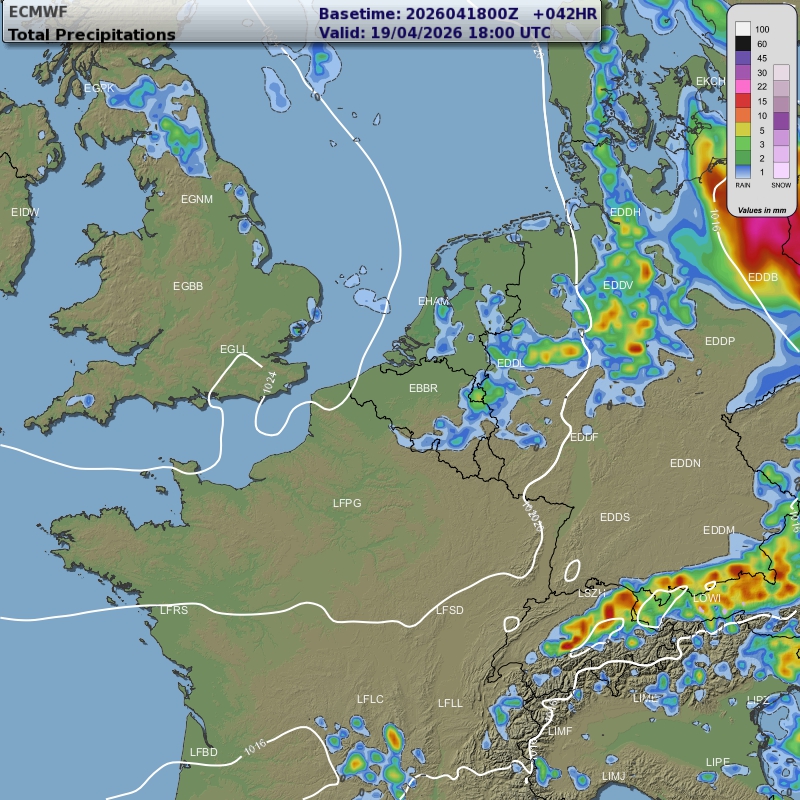 ECMWF
Basetime: 2026041800Z +042HR
Total Precipitations
Valid: 19/04/2026 18:00 UTC
100
60
45
30
22
15
10
5
3
2
1
RAIN SNOW
Values in mm
EGPK
EKCH
EIDW
EGNM
EDDH
EGBB
EHAM
EDDV
EDDB
EGLL
EDDL
EDDP
1016
1024
EBBR
EDDF
EDDN
LFPG
EDDS
EDDM
LFRS
LFSD
LSZH
LOWI
LFLC
LFLL
LIPZ
LIMF
LFBD
1016
LIMJ
LIPE